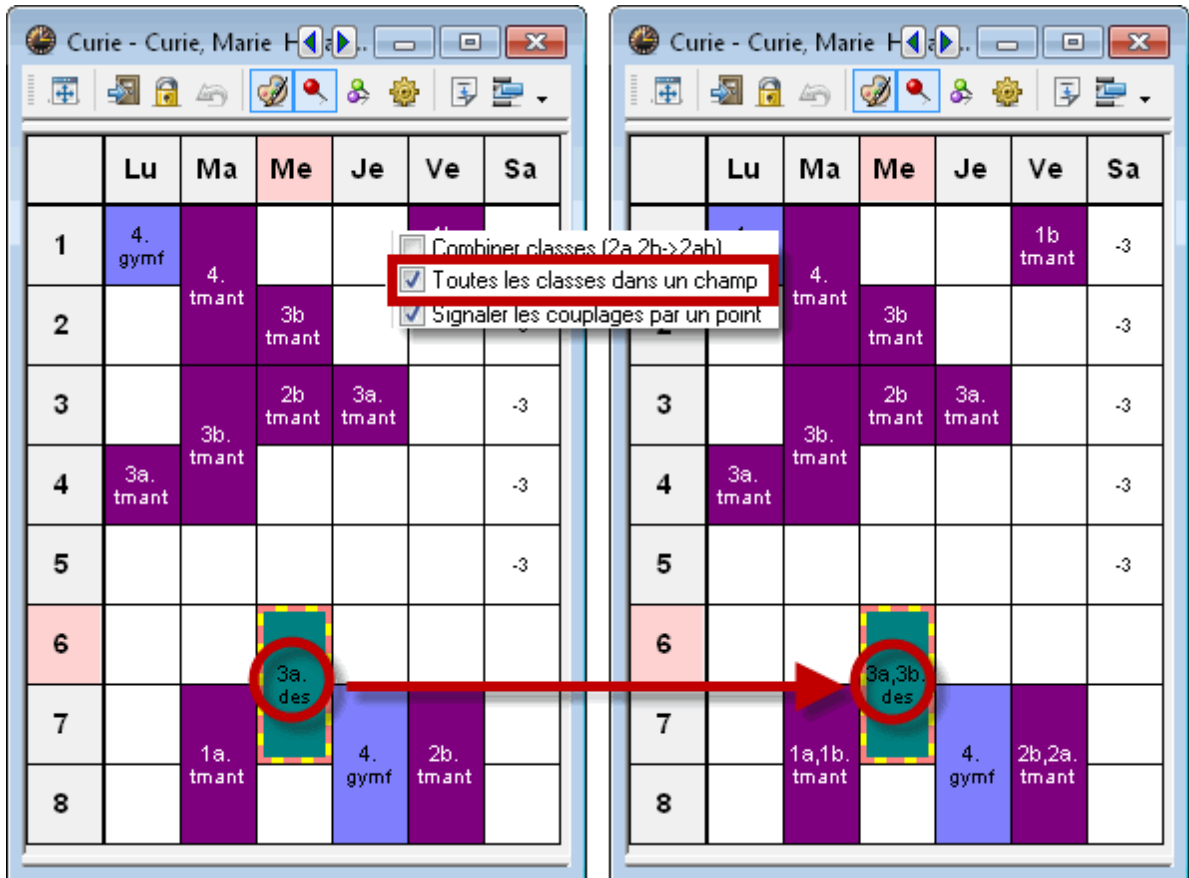 Curie - Curie, Marie
Lu Ma Me Je Ve Sa
1
4.
gymf
4.
tmant
2
3b
tmant
3
2b
tmant
3a.
tmant
-3
3b.
tmant
4
3a.
tmant
-3
5
-3
6
3a.
des
7
1a.
tmant
4.
gymf
2b.
tmant
8
Combiner classes (2a,2b->2ab)
Toutes les classes dans un champ
Signaler les couplages par un point
Curie - Curie, Marie
Lu Ma Me Je Ve Sa
1b
tmant
-3
4.
tmant
3b
tmant
-3
3
2b
tmant
3a.
tmant
-3
3b.
tmant
4
3a.
tmant
-3
5
-3
6
3a,3b.
des
7
1a,1b.
tmant
4.
gymf
2b,2a.
tmant
8